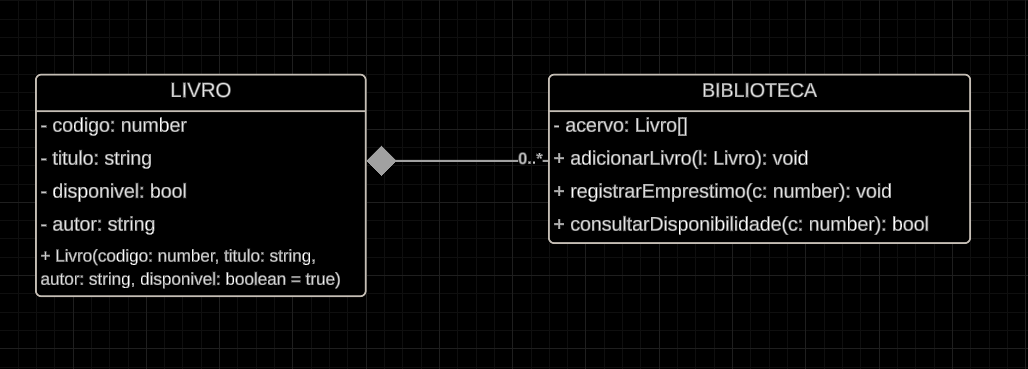 LIVRO
- codigo: number
- titulo: string
- disponivel: bool
- autor: string
+ Livro(codigo: number, titulo: string,
autor: string, disponivel: boolean = true)
0..*
BIBLIOTECA
- acervo: Livro[]
+ adicionarLivro(l: Livro): void
+ registrarEmprestimo(c: number): void
+ consultarDisponibilidade(c: number): bool